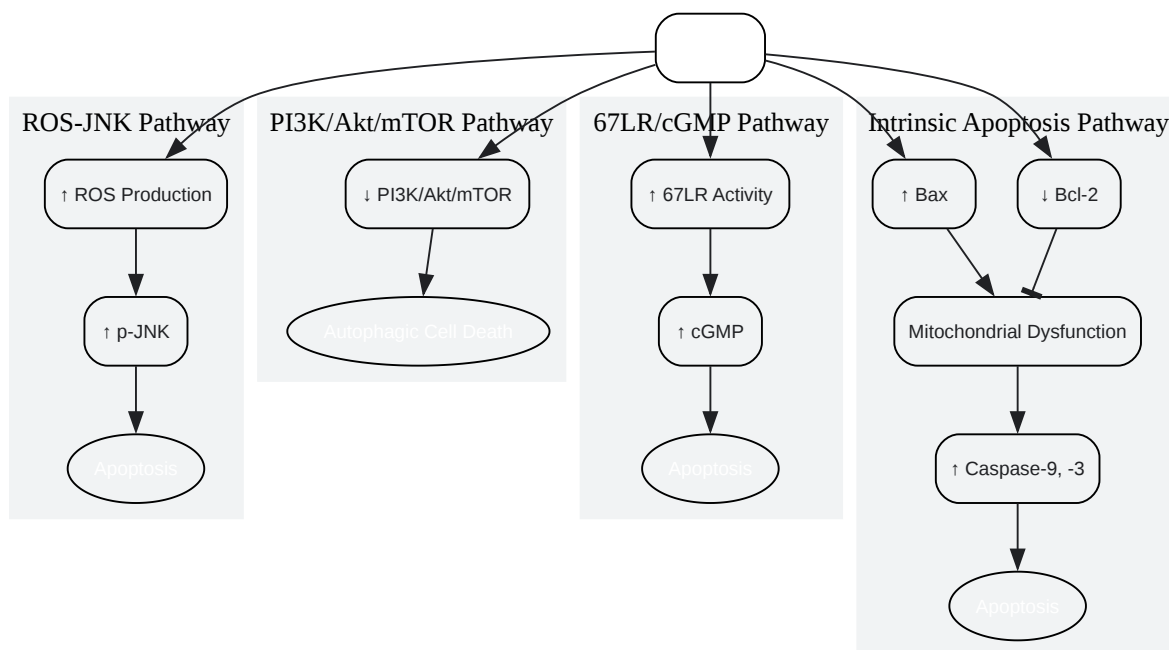 ROS-JNK Pathway
PI3K/Akt/mTOR Pathway
67LR/cGMP Pathway
Intrinsic Apoptosis Pathway
↑ ROS Production
↓ PI3K/Akt/mTOR
↑ 67LR Activity
↑ Bax
↓ Bcl-2
↑ p-JNK
Autophagic Cell Death
↑ cGMP
Mitochondrial Dysfunction
Apoptosis
Apoptosis
↑ Caspase-9, -3
Apoptosis